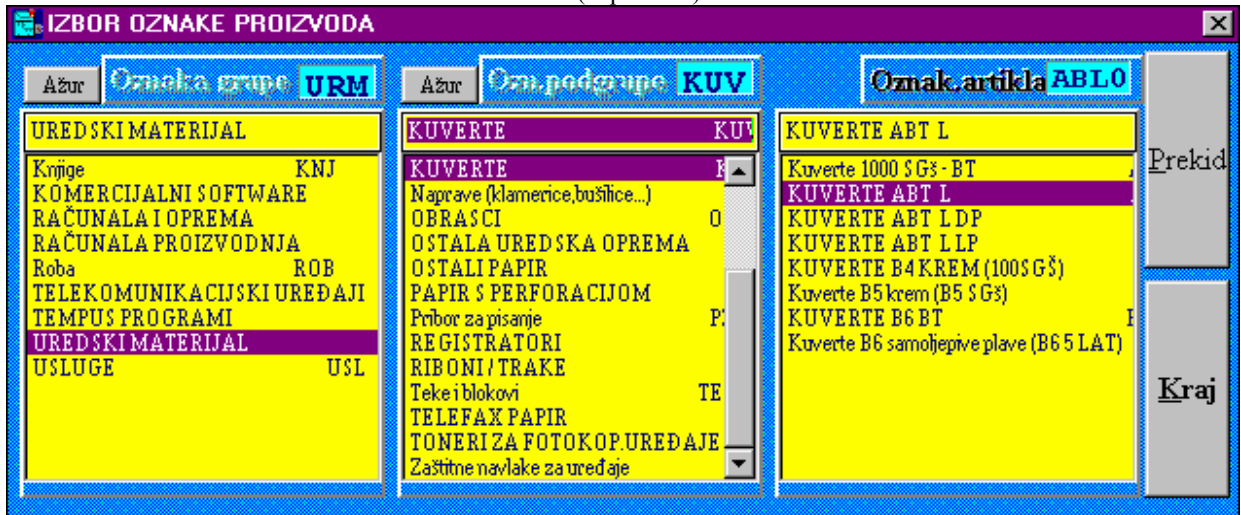 IZBOR OZNAKE PROIZVODA
Ažur Oznaka grupe URM
UREDSKI MATERIJAL
Knjige KNJ
KOMERCIJALNI SOFTWARE
RAČUNALA I OPREMA
RAČUNALA PROIZVODNJA
Roba ROB
TELEKOMUNIKACIJSKI UREĐAJI
TEMPUS PROGRAMI
UREDSKI MATERIJAL
USLUGE USL
Ažur Ozn.podgrupe KUV
KUVERTE KUV
KUVERTE
Naprave (klamerice,bušilice...)
OBRASCI O
OSTALA UREDSKA OPREMA
OSTALI PAPIR
PAPIR S PERFORACIJOM
Pribor za pisanje
REGISTRATORI
RIBONI / TRAKE
Teke i blokovi TE
TELEFAX PAPIR
TONERI ZA FOTOKOP.UREĐAJE
Zaštitne navlake za uređaje
Oznak.artikla ABL0
KUVERTE ABT L
Kuverte 1000 SGš - BT
KUVERTE ABT L
KUVERTE ABT L DP
KUVERTE ABT L LP
KUVERTE B4 KREM (100SGŠ)
Kuverte B5 krem (B5 SGš)
KUVERTE B6 BT
Kuverte B6 samoljepive plave (B6 5 LAT)
Prekid
Kraj